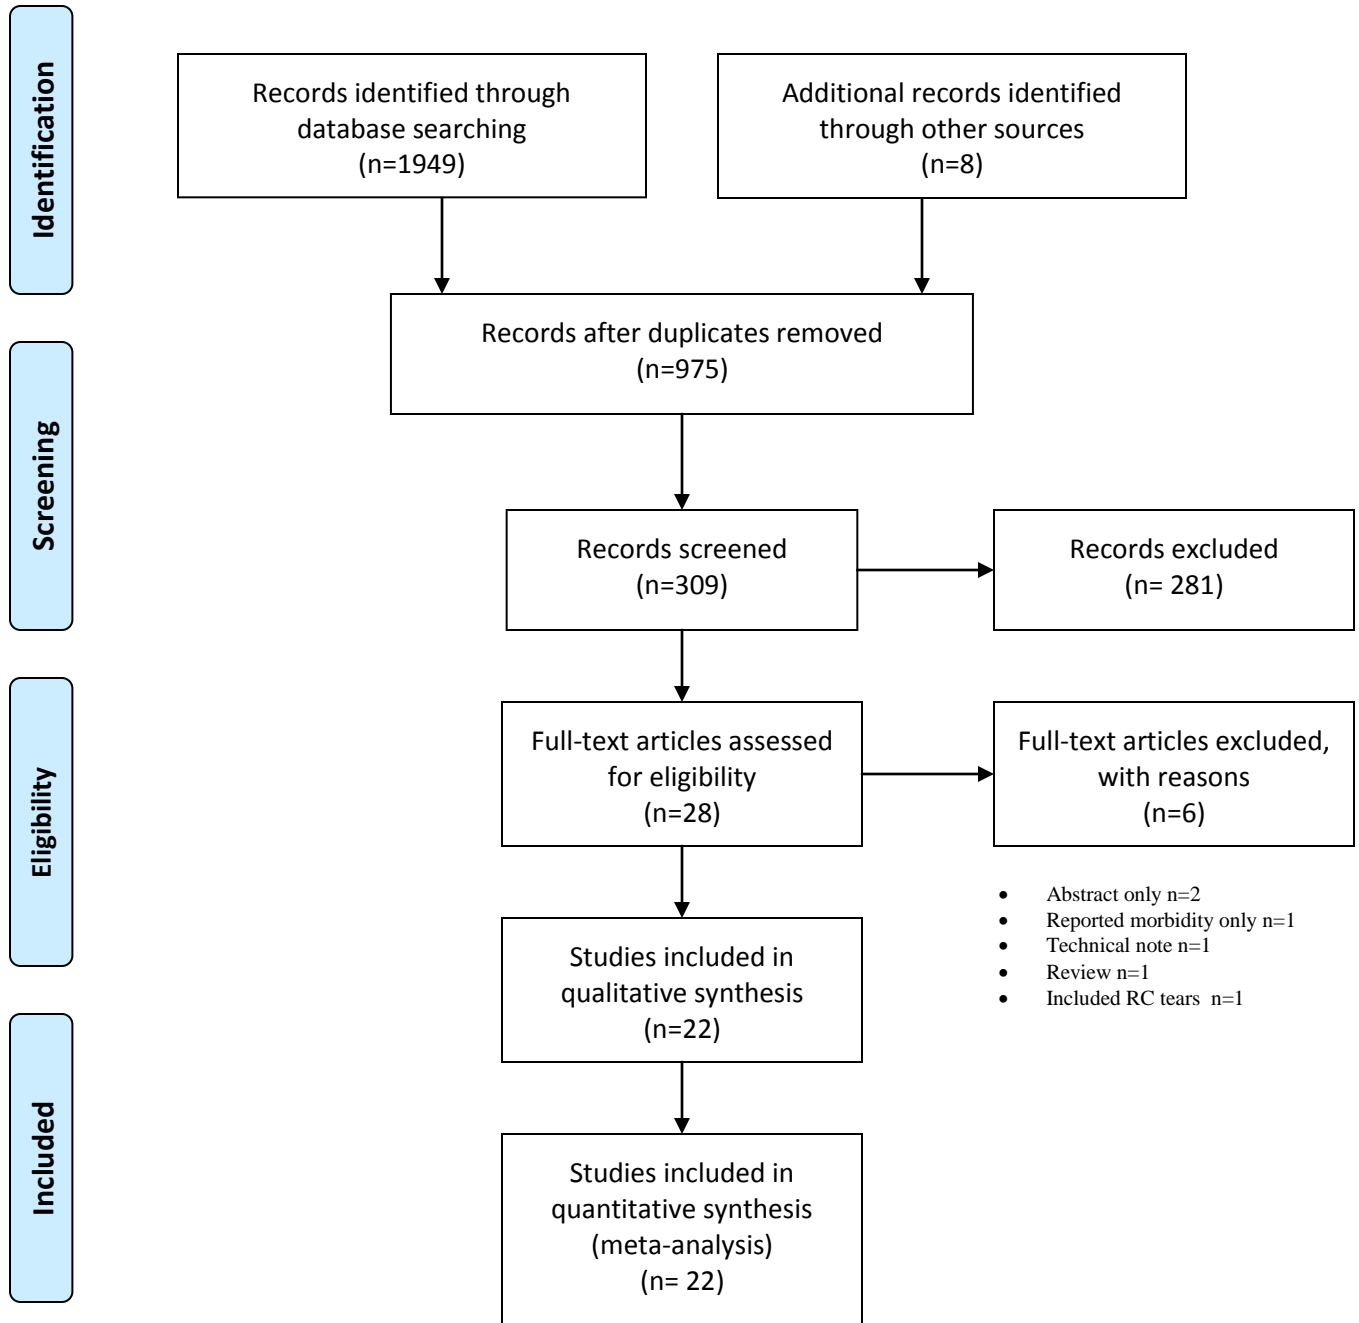 Identification
Records identified through
database searching
(n=1949)
Additional records identified
through other sources
(n=8)
Records after duplicates removed
(n=975)
Screening
Records screened
(n=309)
Records excluded
(n= 281)
Eligibility
Full-text articles assessed
for eligibility
(n=28)
Full-text articles excluded,
with reasons
(n=6)
• Abstract only n=2
• Reported morbidity only n=1
• Technical note n=1
• Review n=1
• Included RC tears  n=1
Studies included in
qualitative synthesis
(n=22)
Included
Studies included in
quantitative synthesis
(meta-analysis)
(n= 22)